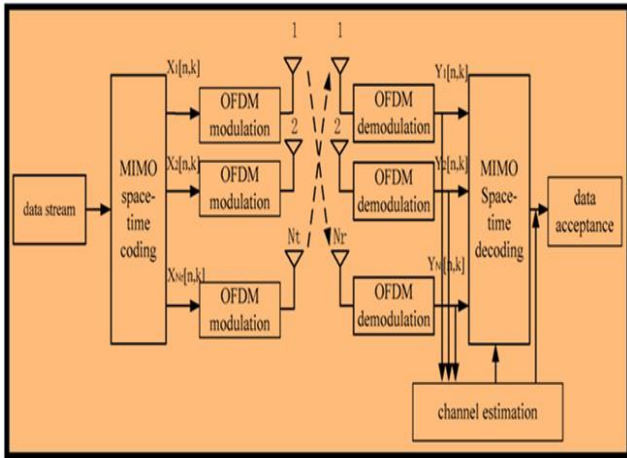 1
1
X1[n,k]
Y1[n,k]
OFDM
modulation
OFDM
demodulation
2
2
X2[n,k]
Y2[n,k]
OFDM
modulation
OFDM
demodulation
data stream
MIMO
space-
time
coding
MIMO
Space-
time
decoding
data
acceptance
Nt
Nr
XNt[n,k]
OFDM
modulation
OFDM
demodulation
channel estimation